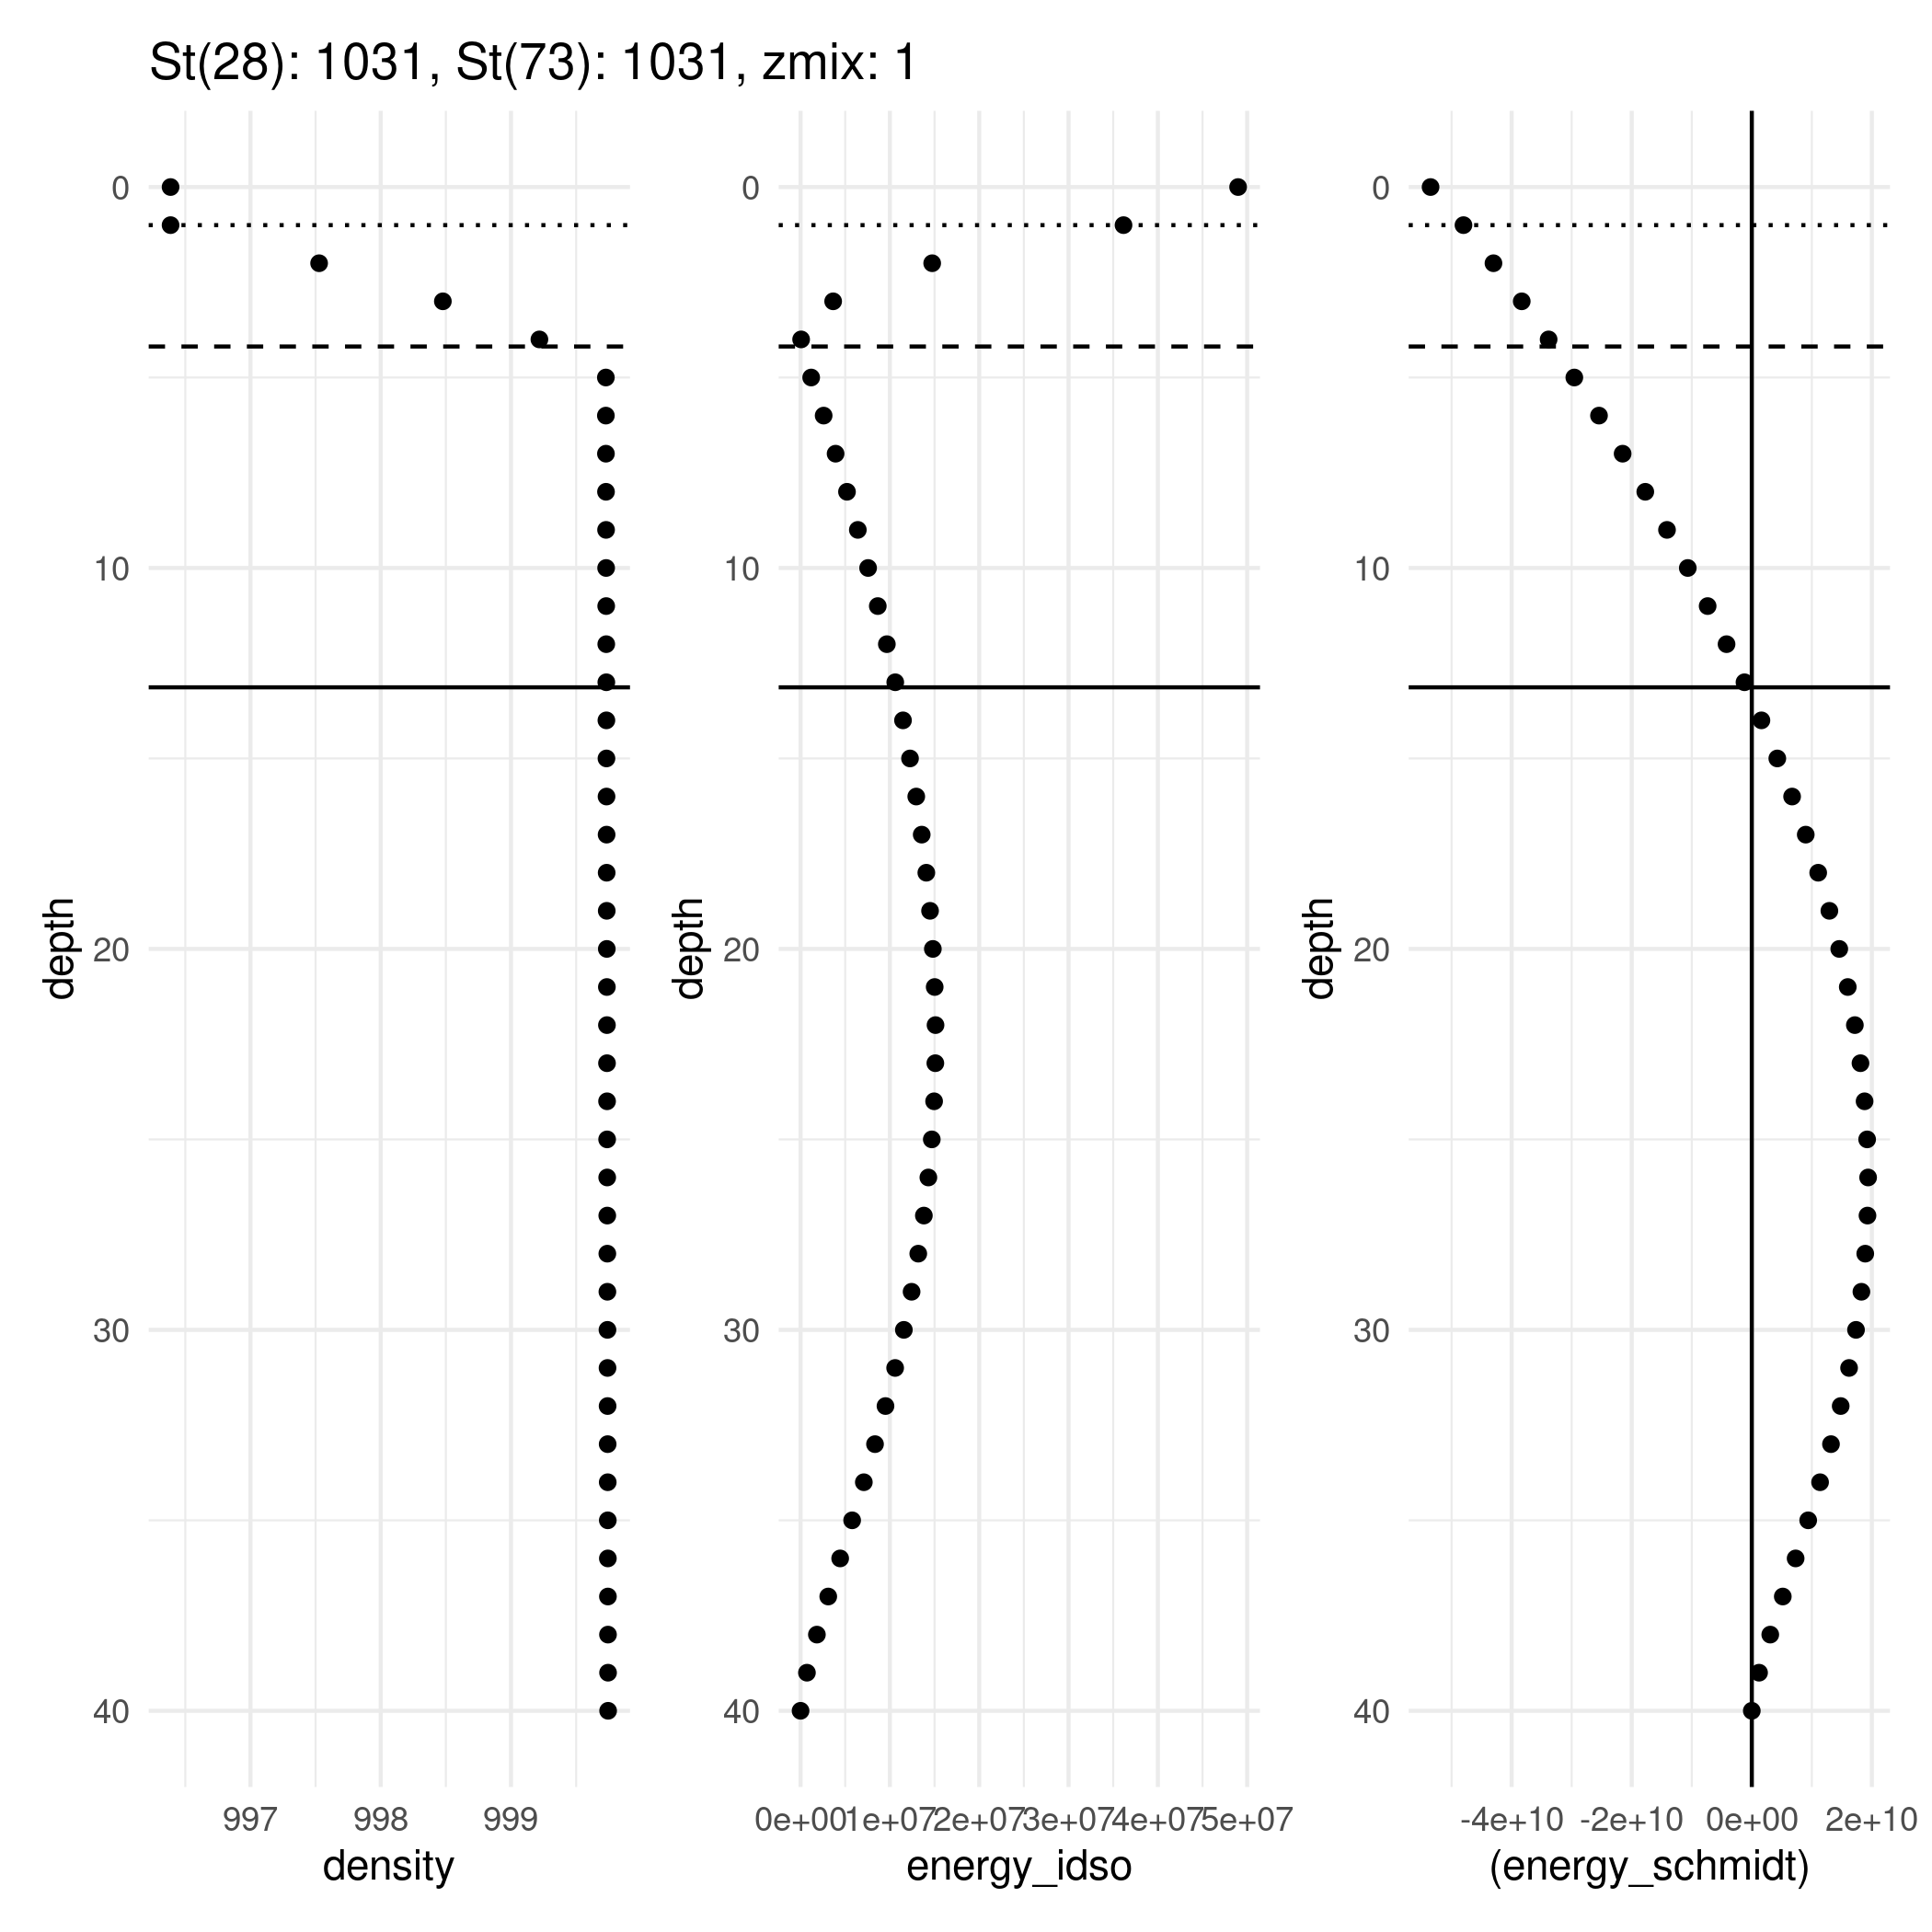 St(28): 1031, St(73): 1031, zmix: 1
depth
0
10
20
30
40
997
998
999
density
depth
0
10
20
30
40
0e+00
1e+07
2e+07
3e+07
4e+07
5e+07
energy_idso
depth
0
10
20
30
40
-4e+10
-2e+10
0e+00
2e+10
(energy_schmidt)